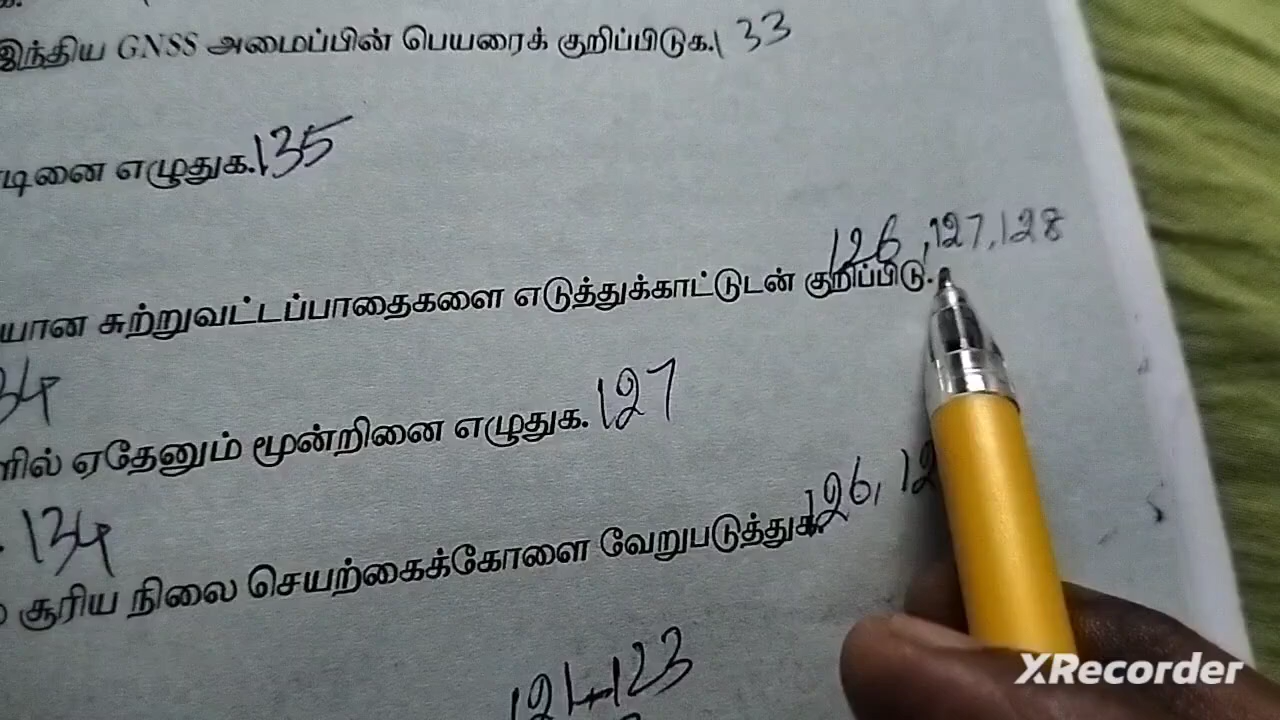 இந்திய GNSS அமைப்பின் பெயரைக் குறிப்பிடுக. 133
டினை எழுதுக. 135
126, 127, 128
யான சுற்றுவட்டப்பாதைகளை எடுத்துக்காட்டுடன் குறிப்பிடு.
34
ளில் ஏதேனும் மூன்றினை எழுதுக. 127
. 134
சூரிய நிலை செயற்கைக்கோளை வேறுபடுத்துக. 126, 12
123
XRecorder